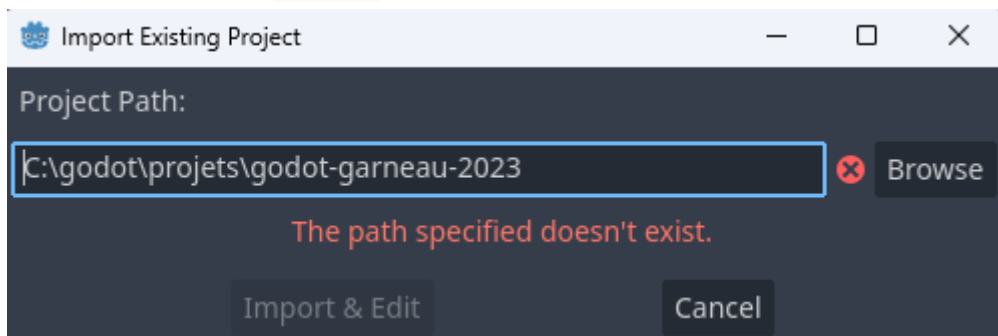 Import Existing Project
Project Path:
C:\godot\projets\godot-garneau-2023
Browse
The path specified doesn't exist.
Import & Edit
Cancel